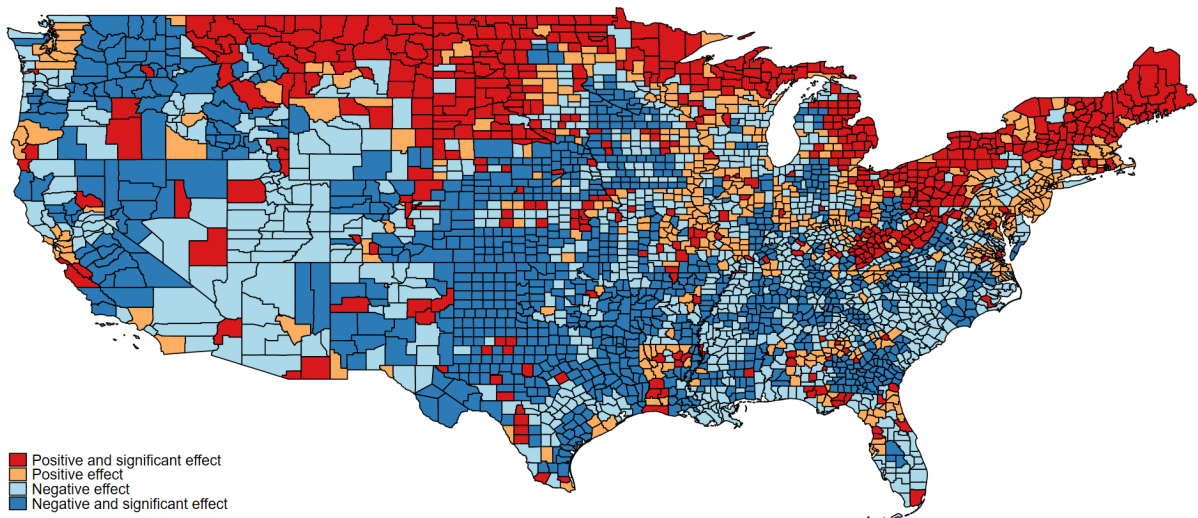 Positive and significant effect
Positive effect
Negative effect
Negative and significant effect